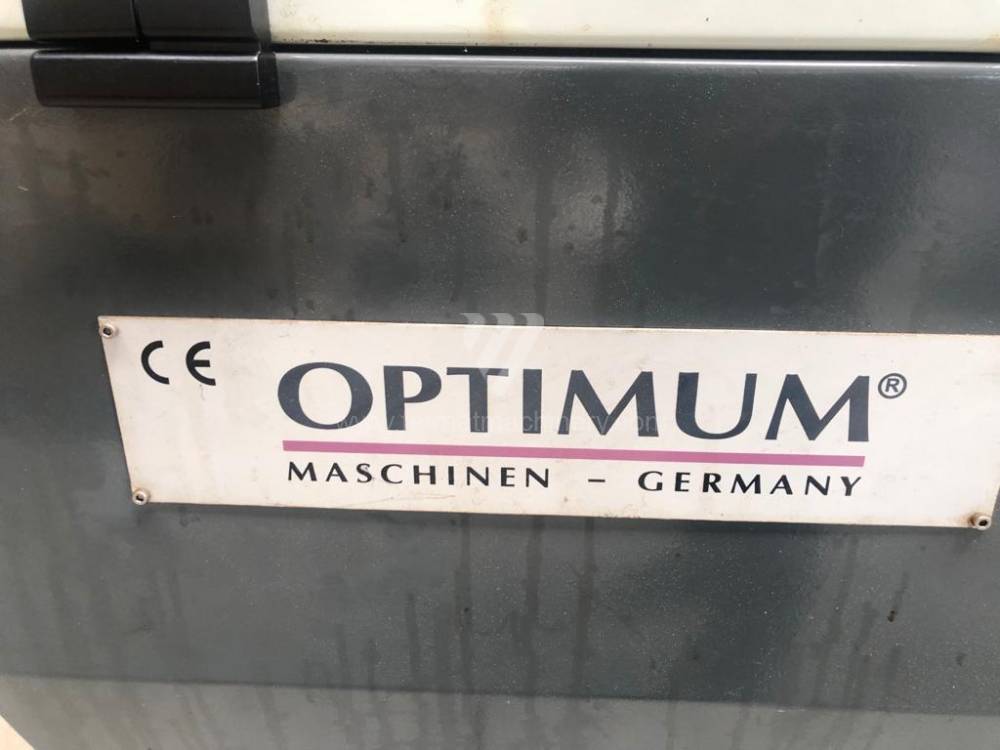 CE
OPTIMUM®
MASCHINEN – GERMANY